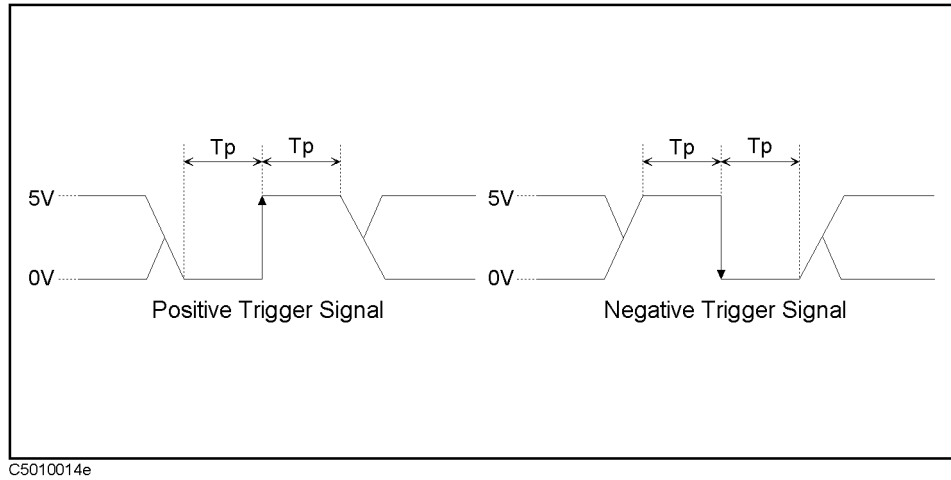 Tp Tp
5V
0V
Positive Trigger Signal
Tp Tp
5V
0V
Negative Trigger Signal
C5010014e